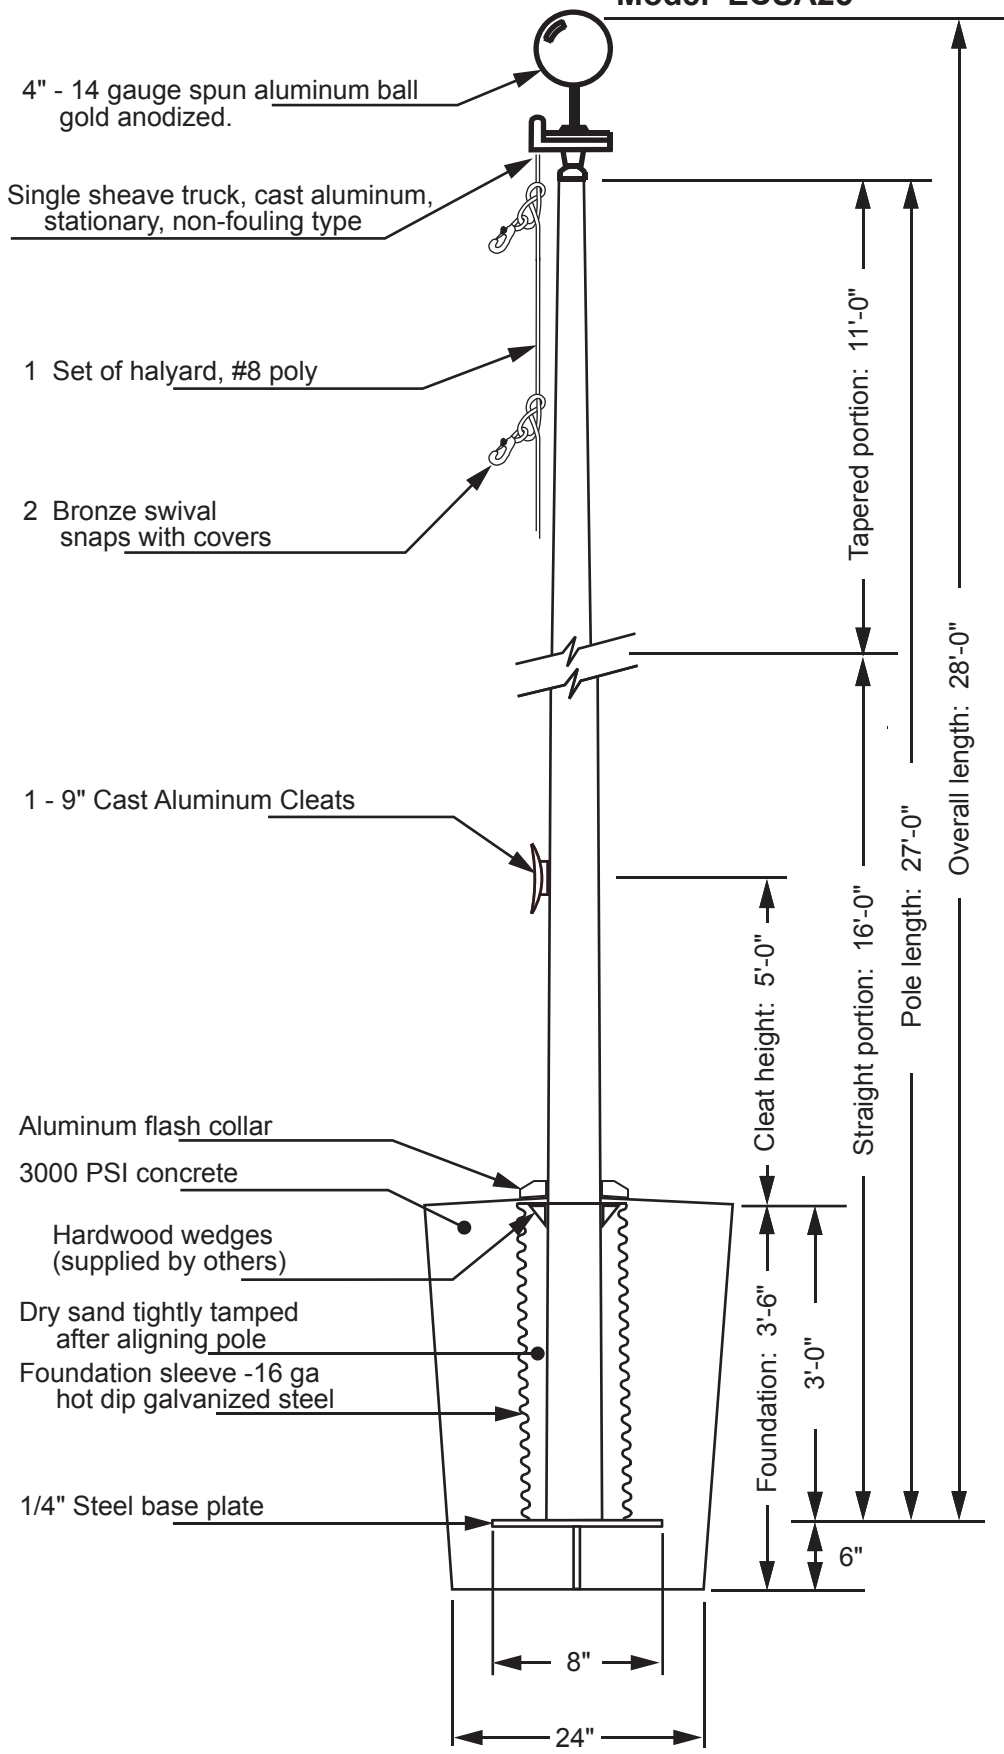 4" - 14 gauge spun aluminum ball
gold anodized.
Single sheave truck, cast aluminum,
stationary, non-fouling type
1 Set of halyard, #8 poly
2 Bronze swival
snaps with covers
Tapered portion: 11'-0"
Overall length: 28'-0"
Pole length: 27'-0"
Straight portion: 16'-0"
1 - 9" Cast Aluminum Cleats
Cleat height: 5'-0"
Aluminum flash collar
3000 PSI concrete
Hardwood wedges
(supplied by others)
Dry sand tightly tamped
after aligning pole
Foundation sleeve -16 ga
hot dip galvanized steel
Foundation: 3'-6"
3'-0"
1/4" Steel base plate
6"
8"
24"